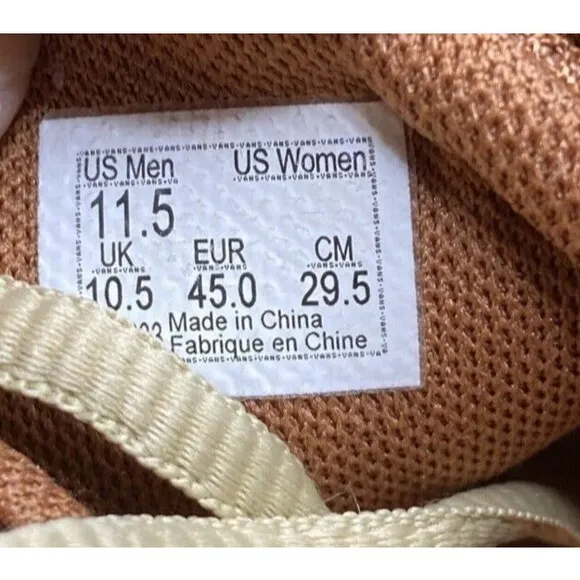 US Men US Women
11.5
UK EUR CM
10.5 45.0 29.5
Made in China
Fabrique en Chine